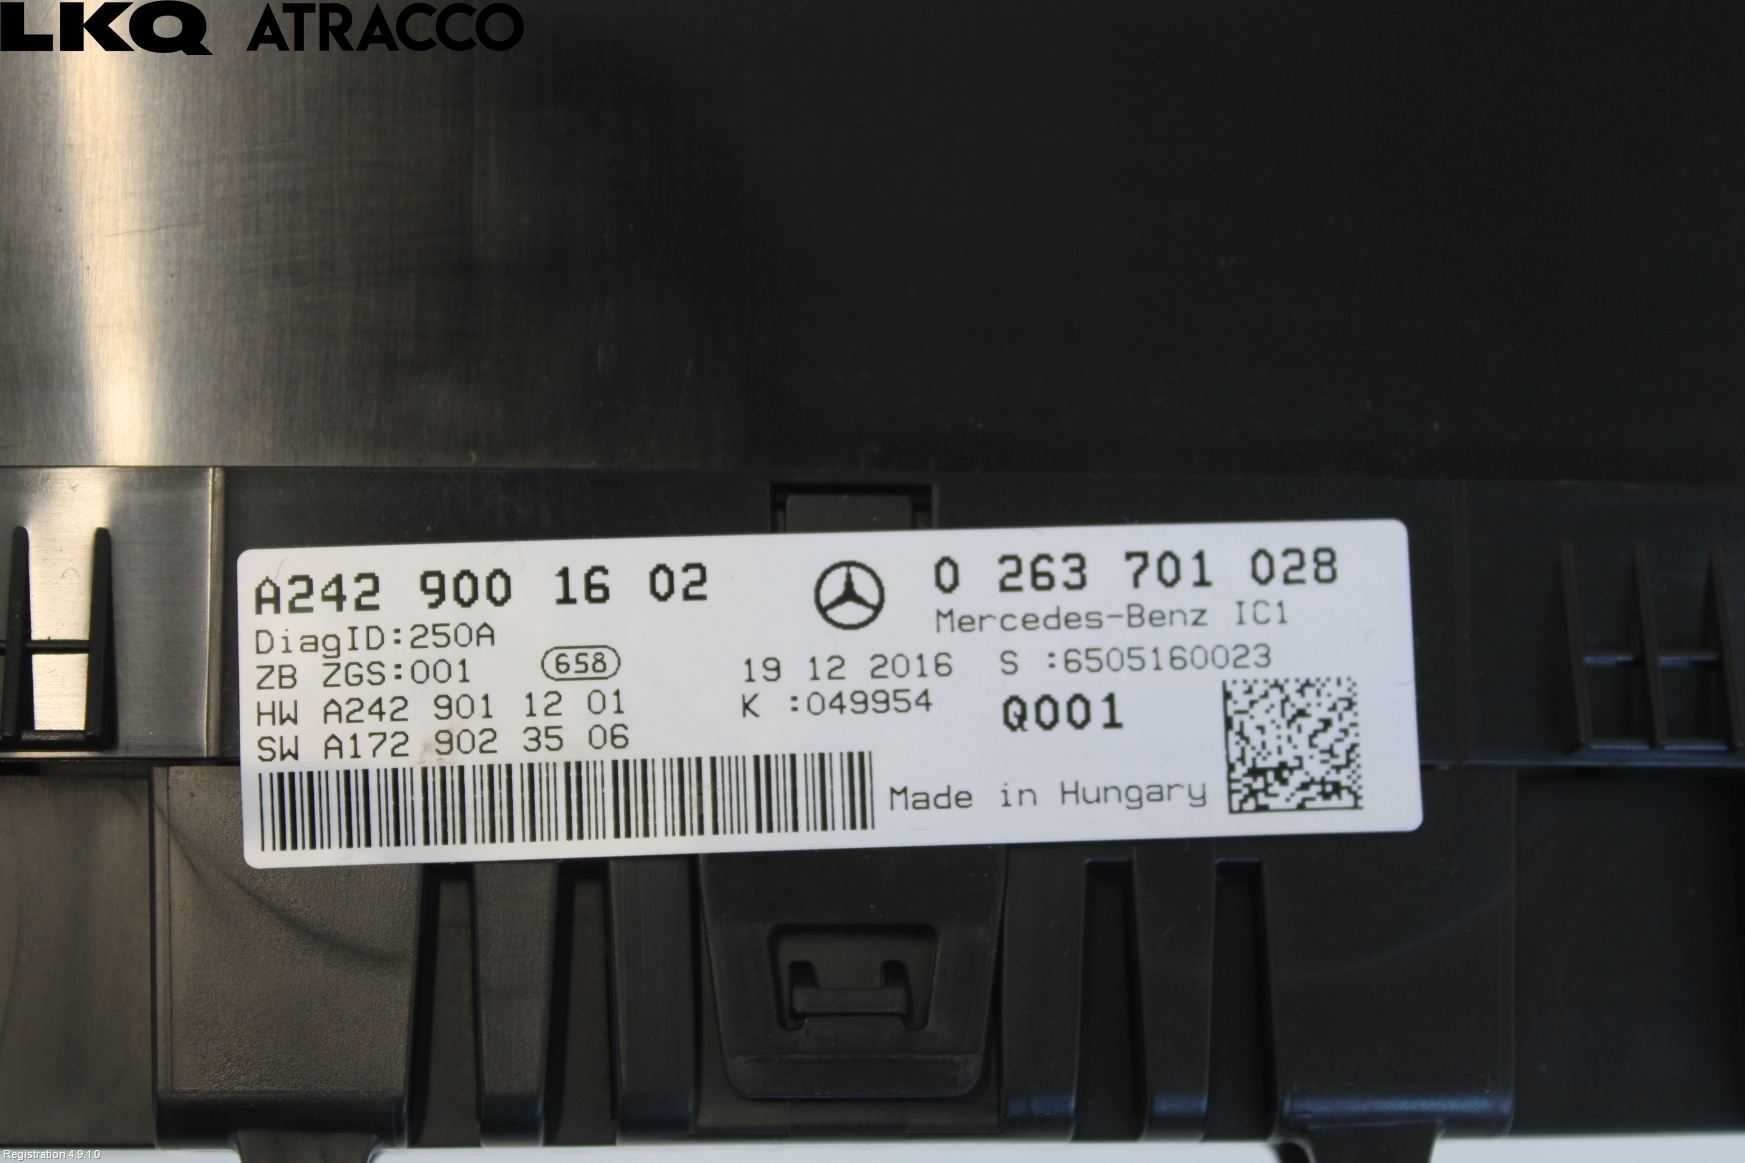 LKQ ATRACCO
A242 900 16 02
0 263 701 028
Mercedes-Benz IC1
DiagID:250A
ZB ZGS:001
658
19 12 2016 S :6505160023
HW A242 901 12 01
K :049954
Q001
SW A172 902 35 06
Made in Hungary
Registration 4.9.1.0